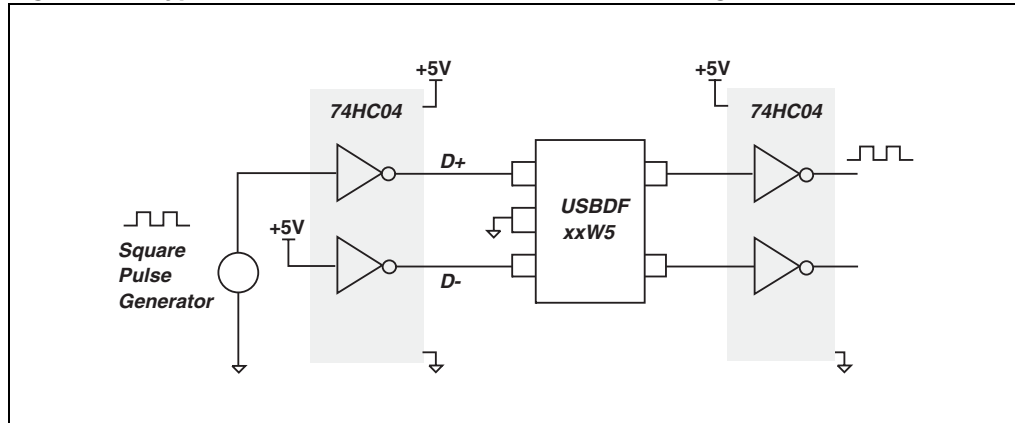 +5V
+5V
74HC04
74HC04
D+
USBDF
xxW5
+5V
Square
Pulse
Generator
D-